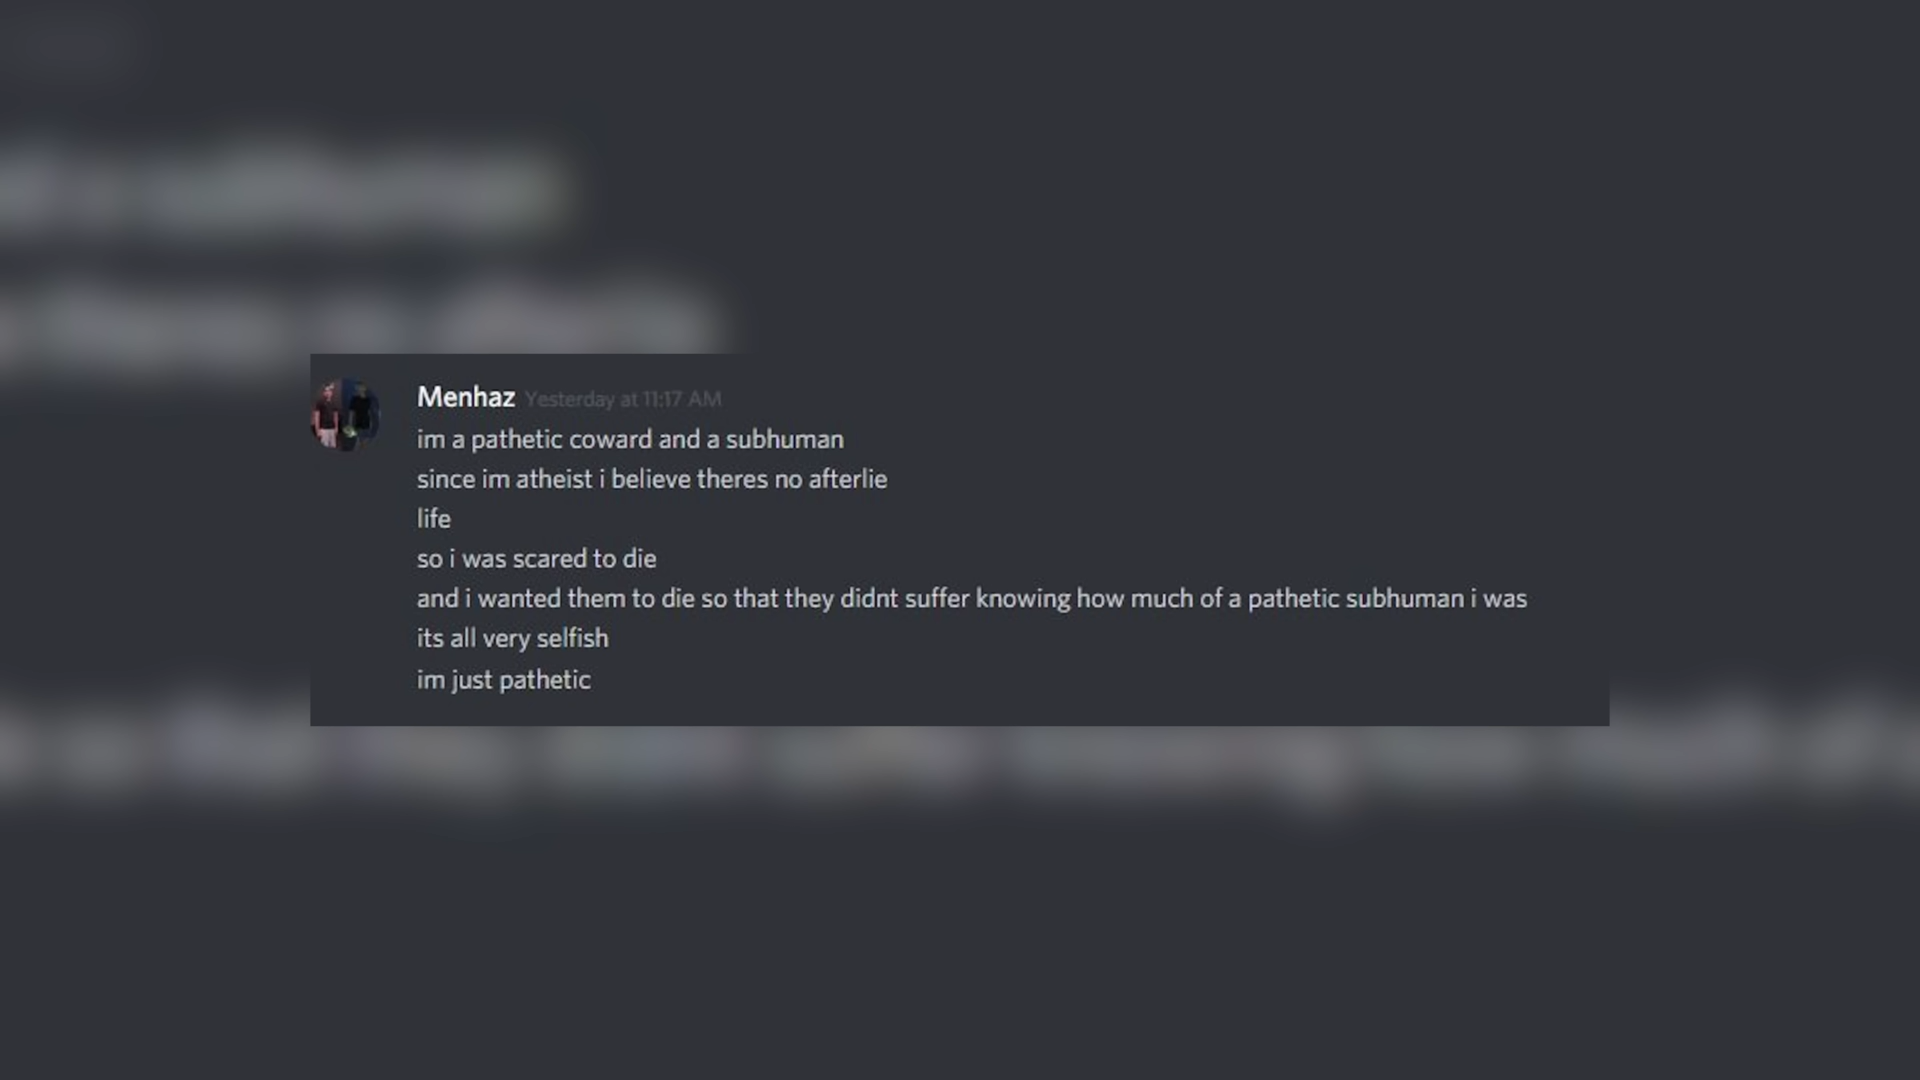 Menhaz Yesterday at 11:17 AM
im a pathetic coward and a subhuman
since im atheist i believe theres no afterlie
life
so i was scared to die
and i wanted them to die so that they didnt suffer knowing how much of a pathetic subhuman i was
its all very selfish
im just pathetic